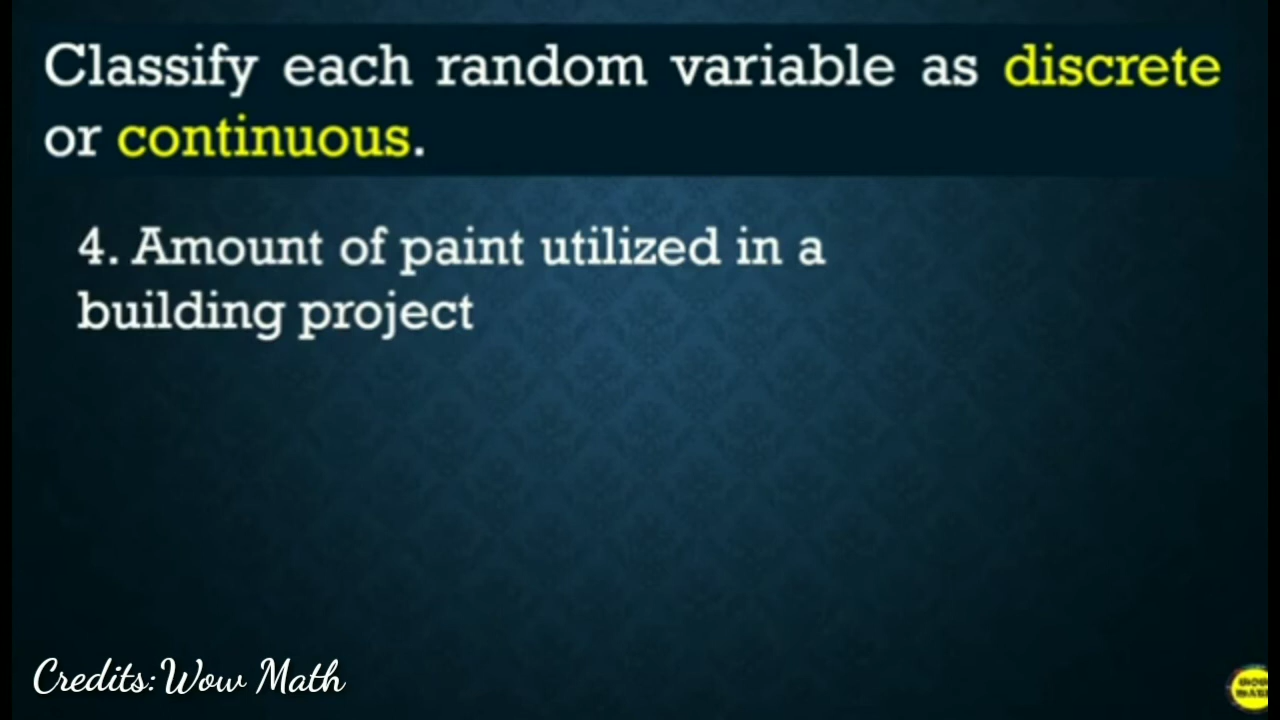 Classify each random variable as discrete
or continuous.
4. Amount of paint utilized in a
building project
Credits: Wow Math